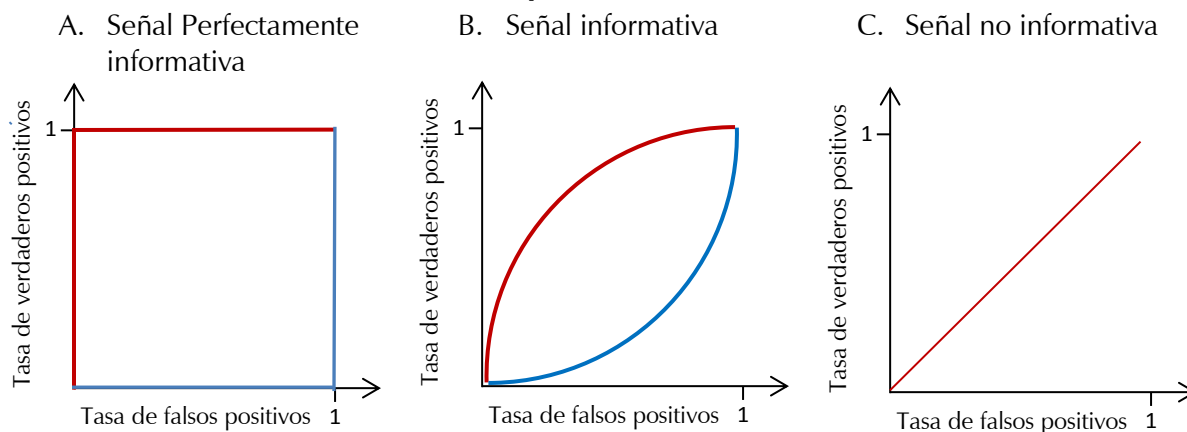 A. Señal Perfectamente
informativa
Tasa de verdaderos positivos
1
Tasa de falsos positivos 1
B. Señal informativa
Tasa de verdaderos positivos
1
Tasa de falsos positivos 1
C. Señal no informativa
Tasa de verdaderos positivos
1
Tasa de falsos positivos 1